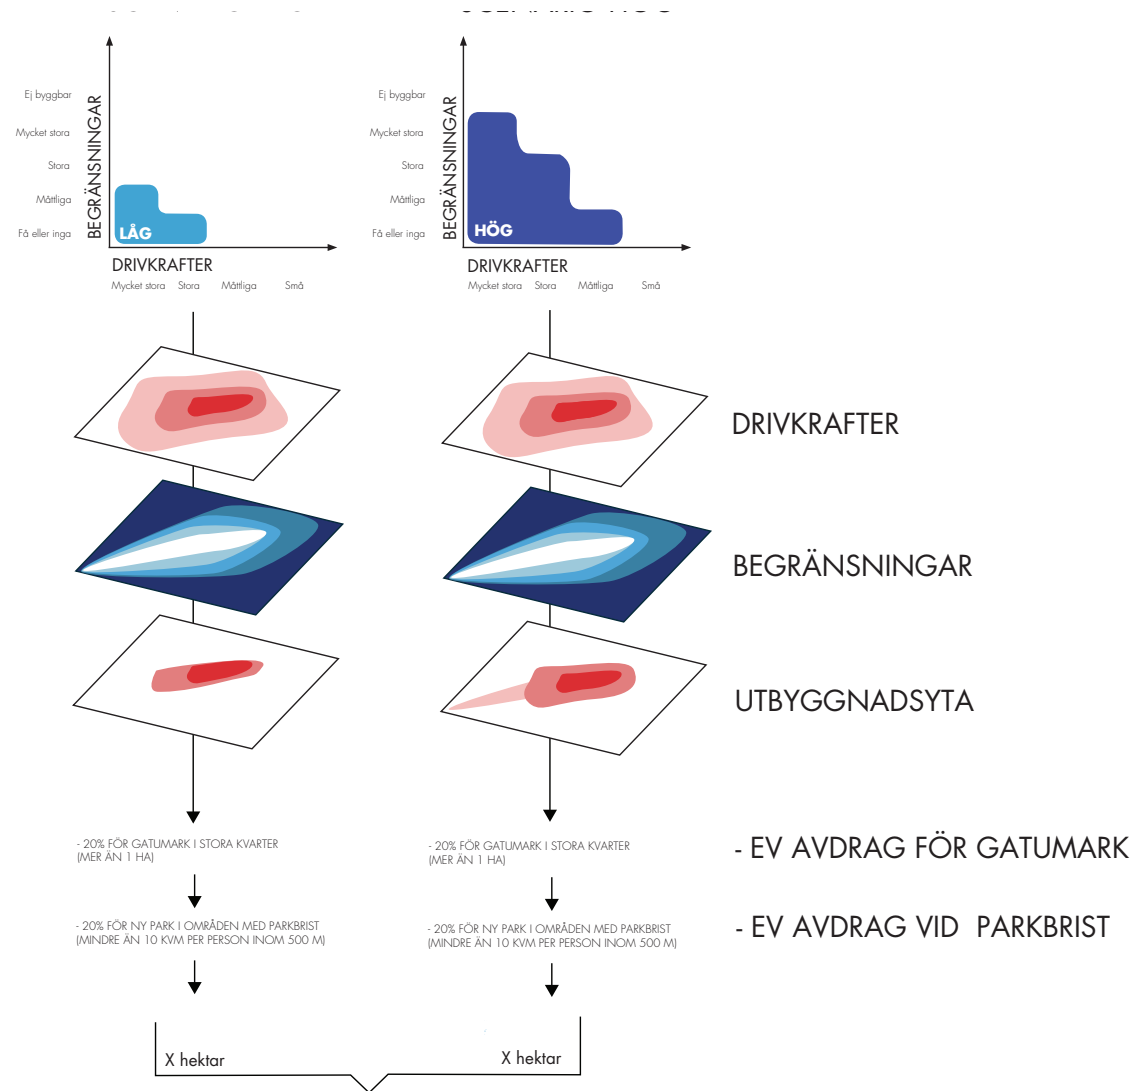 Ej byggbar
Mycket stora
Stora
Måttliga
Få eller inga
BEGRÄNSNINGAR
LÅG
DRIVKRAFTER
Mycket stora Stora Måttliga Små
Ej byggbar
Mycket stora
Stora
Måttliga
Få eller inga
BEGRÄNSNINGAR
HÖG
DRIVKRAFTER
Mycket stora Stora Måttliga Små
DRIVKRAFTER
BEGRÄNSNINGAR
UTBYGGNADSYTA
- 20% FÖR GATUMARK I STORA KVARTER
(MER ÄN 1 HA)
- 20% FÖR GATUMARK I STORA KVARTER
(MER ÄN 1 HA)
- EV AVDRAG FÖR GATUMARK
- 20% FÖR NY PARK I OMRÅDEN MED PARKBRIST
(MINDRE ÄN 10 KVM PER PERSON INOM 500 M)
- 20% FÖR NY PARK I OMRÅDEN MED PARKBRIST
(MINDRE ÄN 10 KVM PER PERSON INOM 500 M)
- EV AVDRAG VID PARKBRIST
X hektar
X hektar